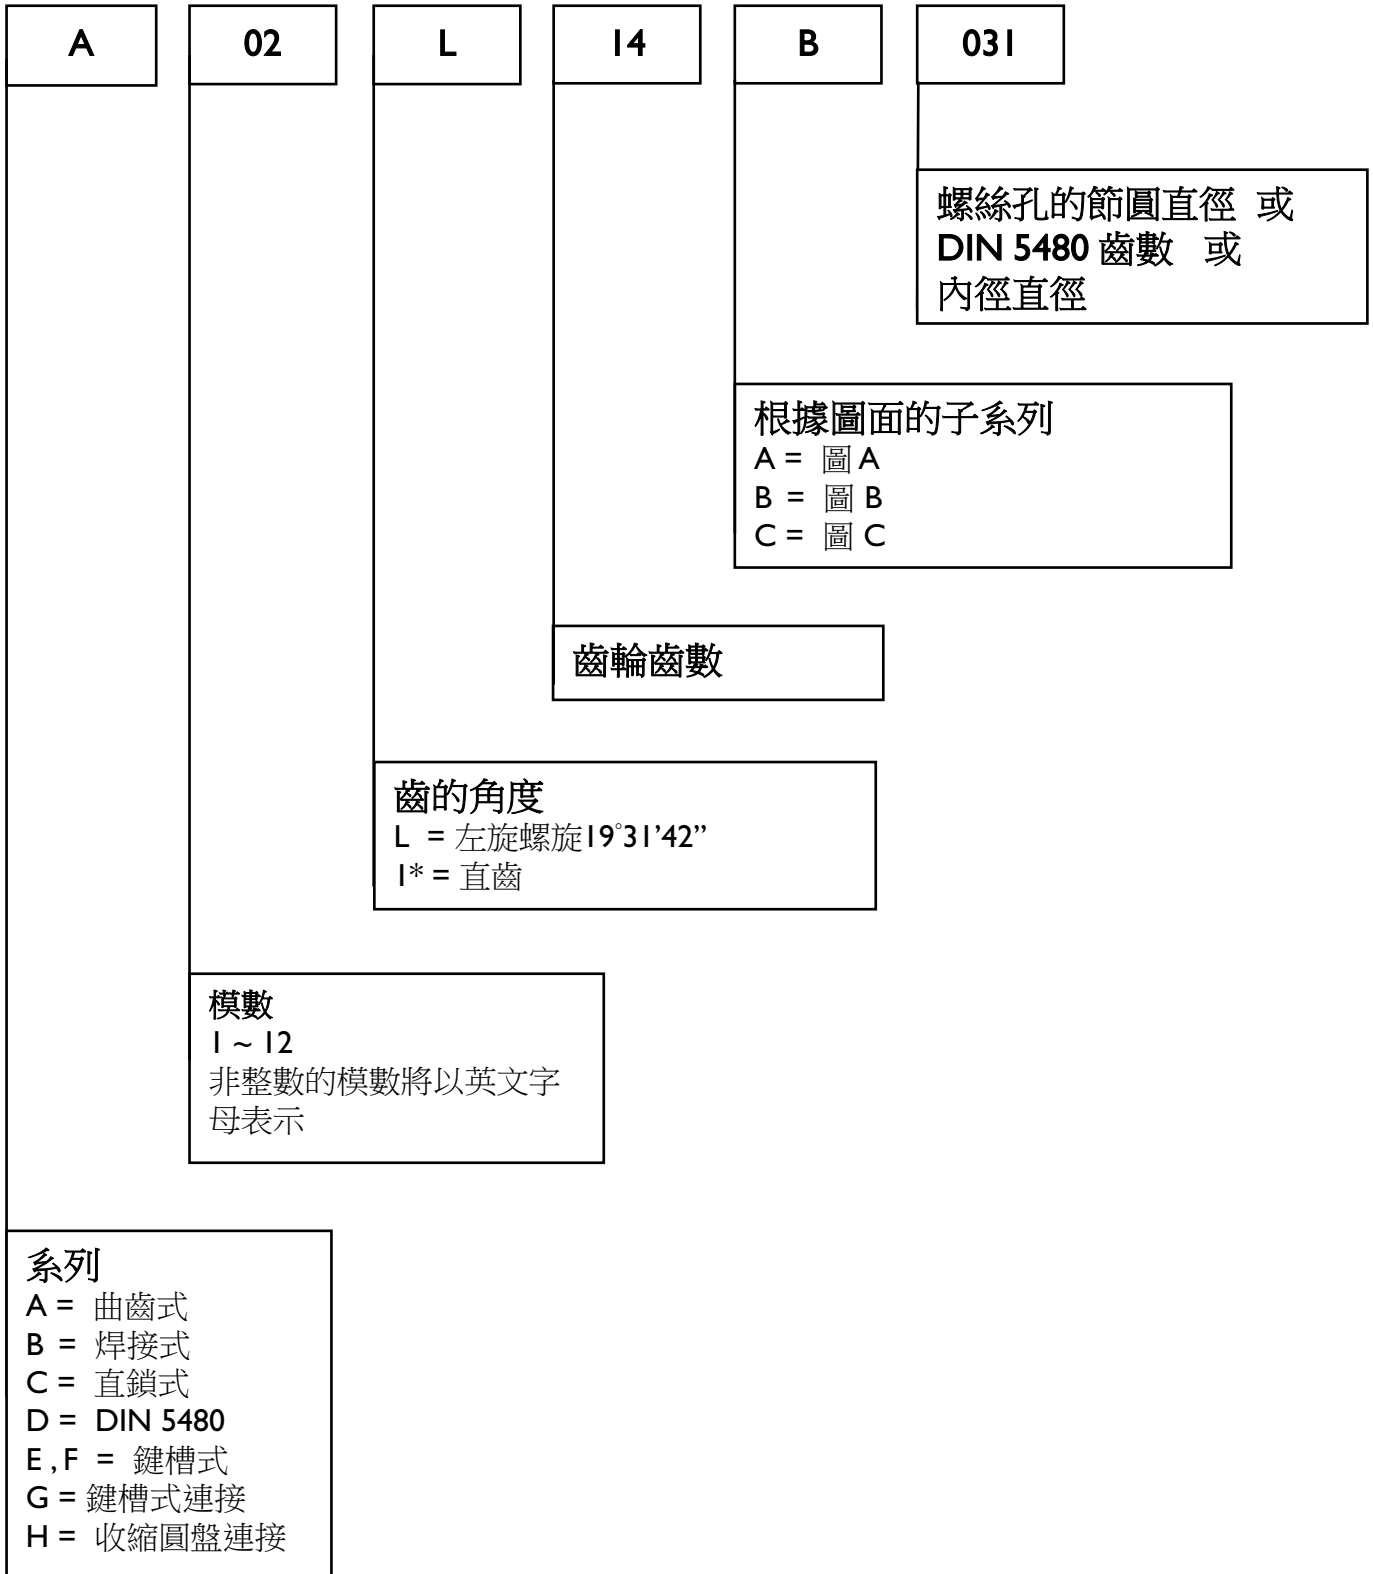 A 02 L 14 B 031
螺絲孔的節圓直徑 或
DIN 5480 齒數 或
內徑直徑
根據圖面的子系列
A = 圖 A
B = 圖 B
C = 圖 C
齒輪齒數
齒的角度
L = 左旋螺旋19°31’42”
1* = 直齒
模數
1 ~ 12
非整數的模數將以英文字
母表示
系列
A = 曲齒式
B = 焊接式
C = 直鎖式
D = DIN 5480
E , F = 鍵槽式
G = 鍵槽式連接
H = 收縮圓盤連接